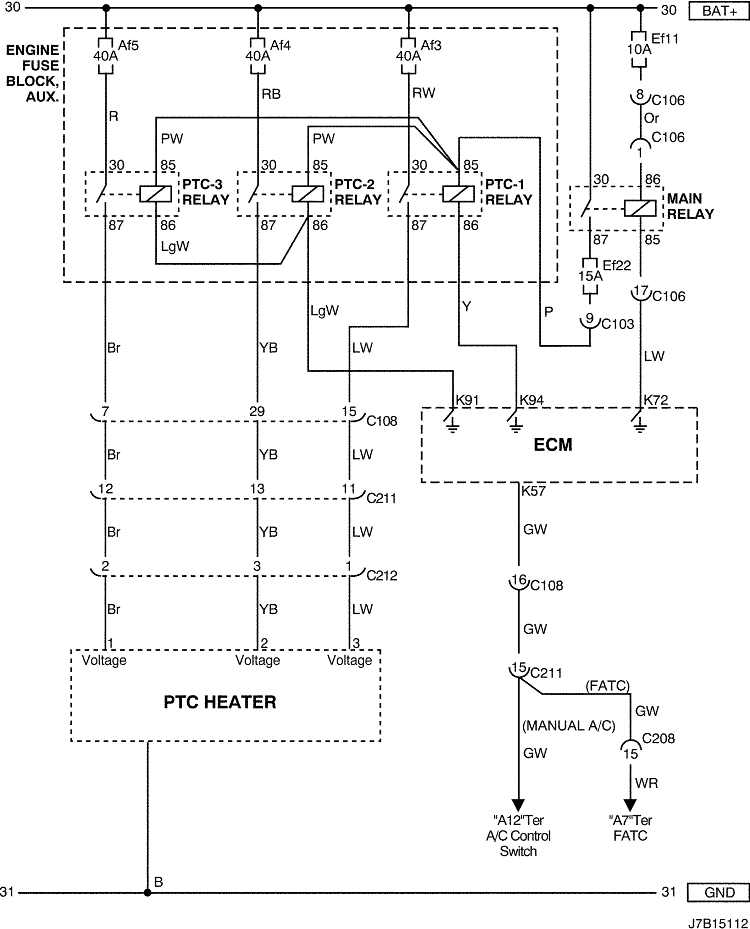 30 30 BAT+
ENGINE FUSE BLOCK, AUX.
Af5 40A
Af4 40A
Af3 40A
Ef11 10A
R RB RW
8 C106
Or
C106
1
PW PW
30 85 30 85 30 85 30 86
PTC-3 RELAY
PTC-2 RELAY
PTC-1 RELAY
MAIN RELAY
87 86 87 86 87 86 87 85
LgW
Ef22 15A
17 C106
LgW Y P
9 C103
Br YB LW LW
K91 K94 K72
7 29 15 C108
ECM
Br YB LW
12 13 11 C211
K57
Br YB LW GW
2 3 1 C212
16 C108
Br YB LW GW
1 2 3
Voltage Voltage Voltage
15 C211
PTC HEATER
(FATC)
GW
(MANUAL A/C)
GW
C208
15
WR
"A12"Ter A/C Control Switch
"A7"Ter FATC
B
31 31 GND
J7B15112